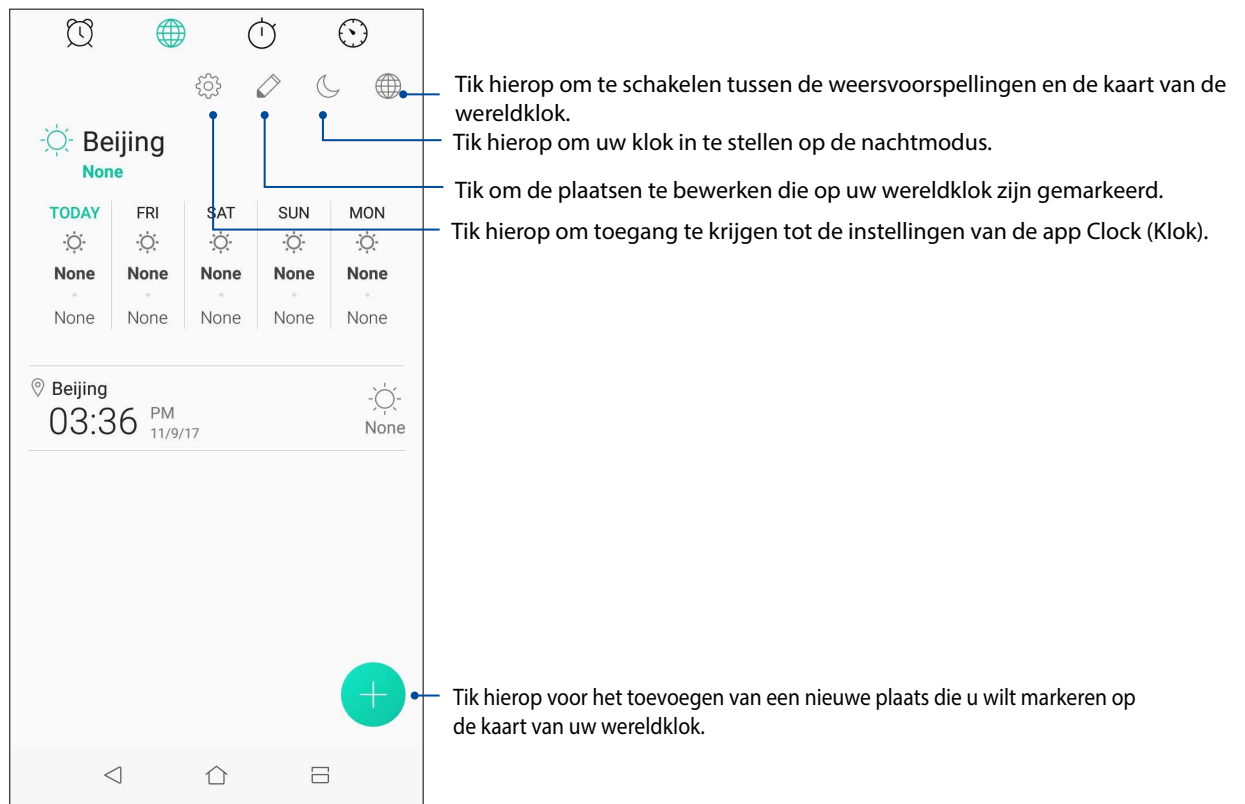 Tik hierop om te schakelen tussen de weersvoorspellingen en de kaart van de
wereldklok.
Tik hierop om uw klok in te stellen op de nachtmodus.
Tik om de plaatsen te bewerken die op uw wereldklok zijn gemarkeerd.
Tik hierop om toegang te krijgen tot de instellingen van de app Clock (Klok).
Beijing
None
TODAY FRI SAT SUN MON
None None None None None
None None None None None
Beijing
03:36 PM
11/9/17
None
Tik hierop voor het toevoegen van een nieuwe plaats die u wilt markeren op
de kaart van uw wereldklok.